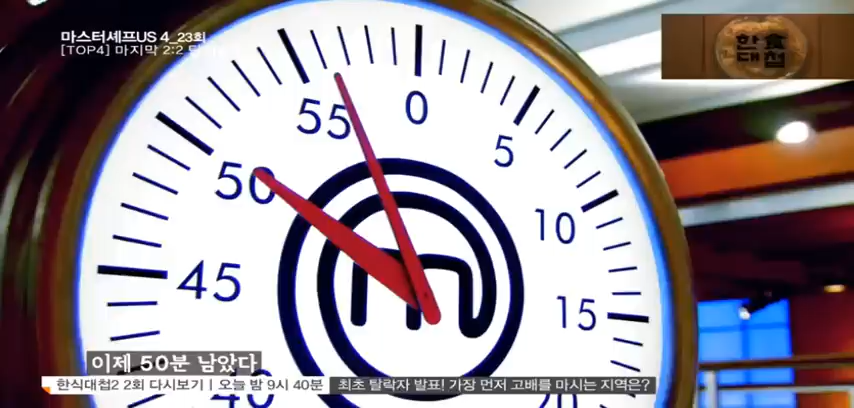 마스터셰프US 4_23회
[TOP4] 마지막 2:2
한食
대첩
55
0
5
50
10
45
15
40
20
m
이제 50분 남았다
한식대첩2 2회 다시보기 | 오늘 밤 9시 40분
최초 탈락자 발표! 가장 먼저 고배를 마시는 지역은?